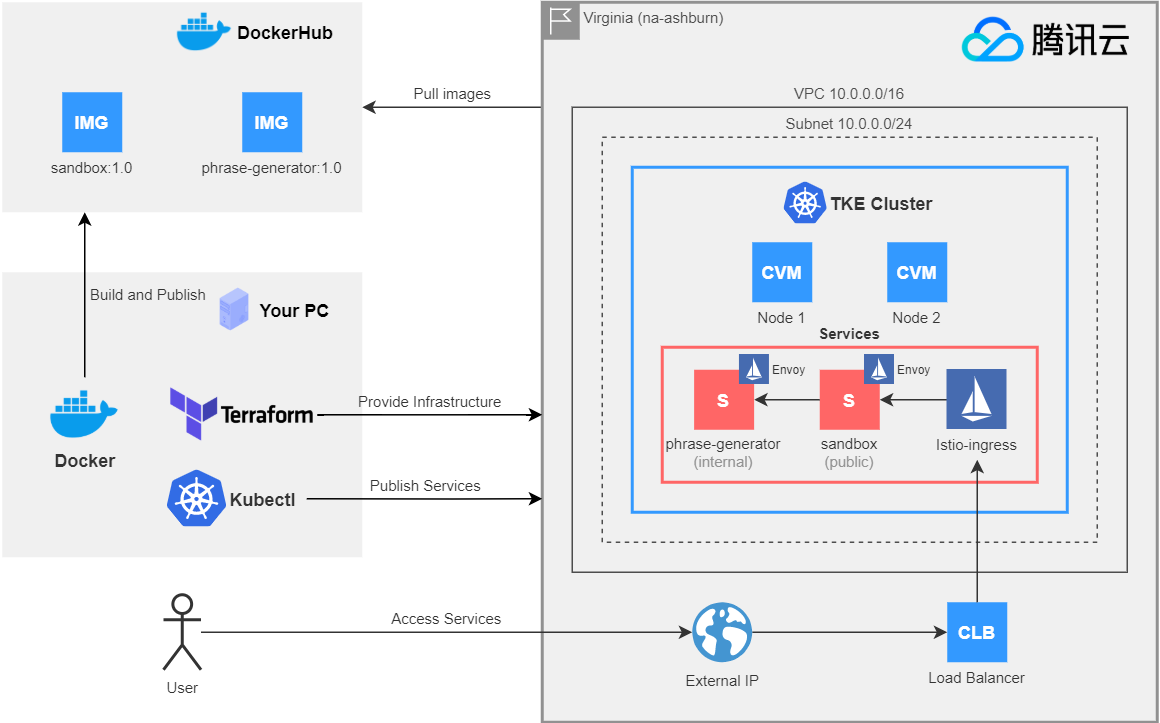 DockerHub
IMG
IMG
sandbox:1.0
phrase-generator:1.0
Build and Publish
Your PC
Docker
Terraform
Kubectl
Pull images
Provide Infrastructure
Publish Services
Access Services
User
Virginia (na-ashburn)
腾讯云
VPC 10.0.0.0/16
Subnet 10.0.0.0/24
TKE Cluster
CVM
CVM
Node 1
Node 2
Services
Envoy
Envoy
S
S
phrase-generator
(internal)
sandbox
(public)
Istio-ingress
External IP
CLB
Load Balancer